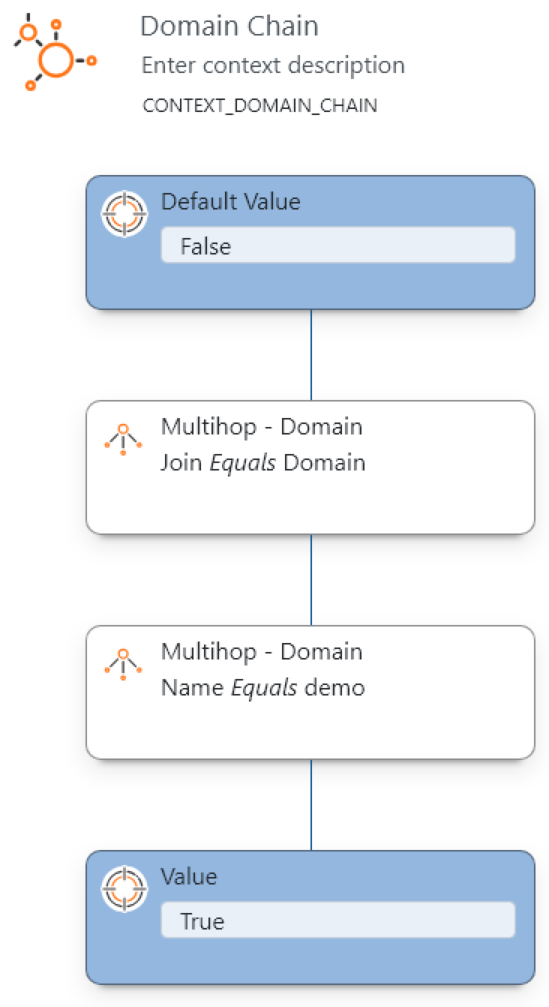 Domain Chain
Enter context description
CONTEXT_DOMAIN_CHAIN
Default Value
False
Multihop - Domain
Join Equals Domain
Multihop - Domain
Name Equals demo
Value
True